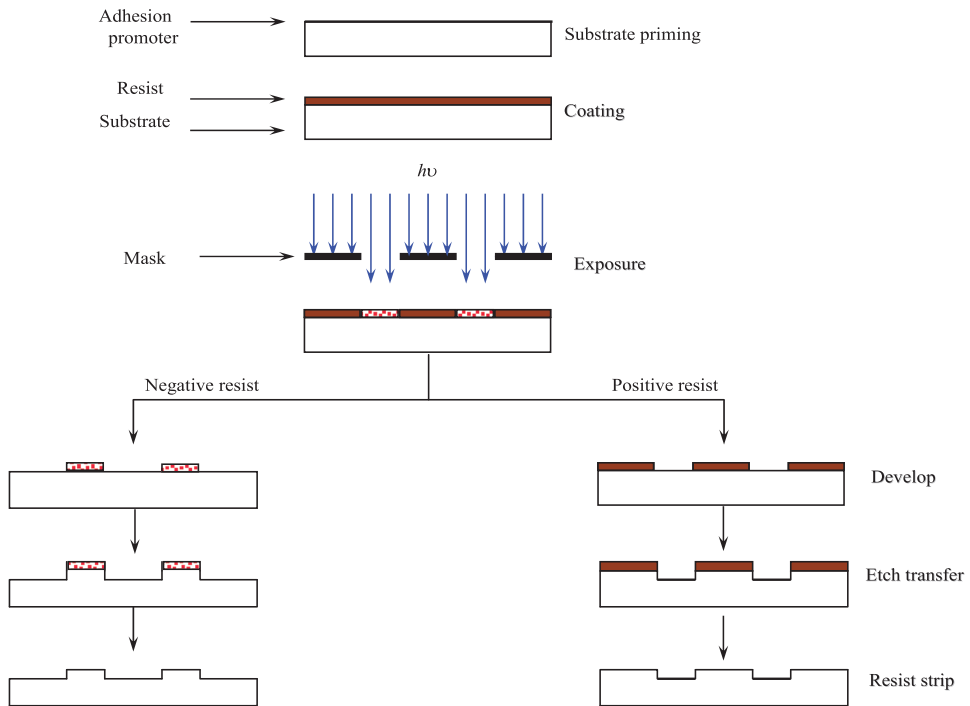 Adhesion
promoter
Substrate priming
Resist
Coating
Substrate
hυ
Mask
Exposure
Negative resist
Positive resist
Develop
Etch transfer
Resist strip